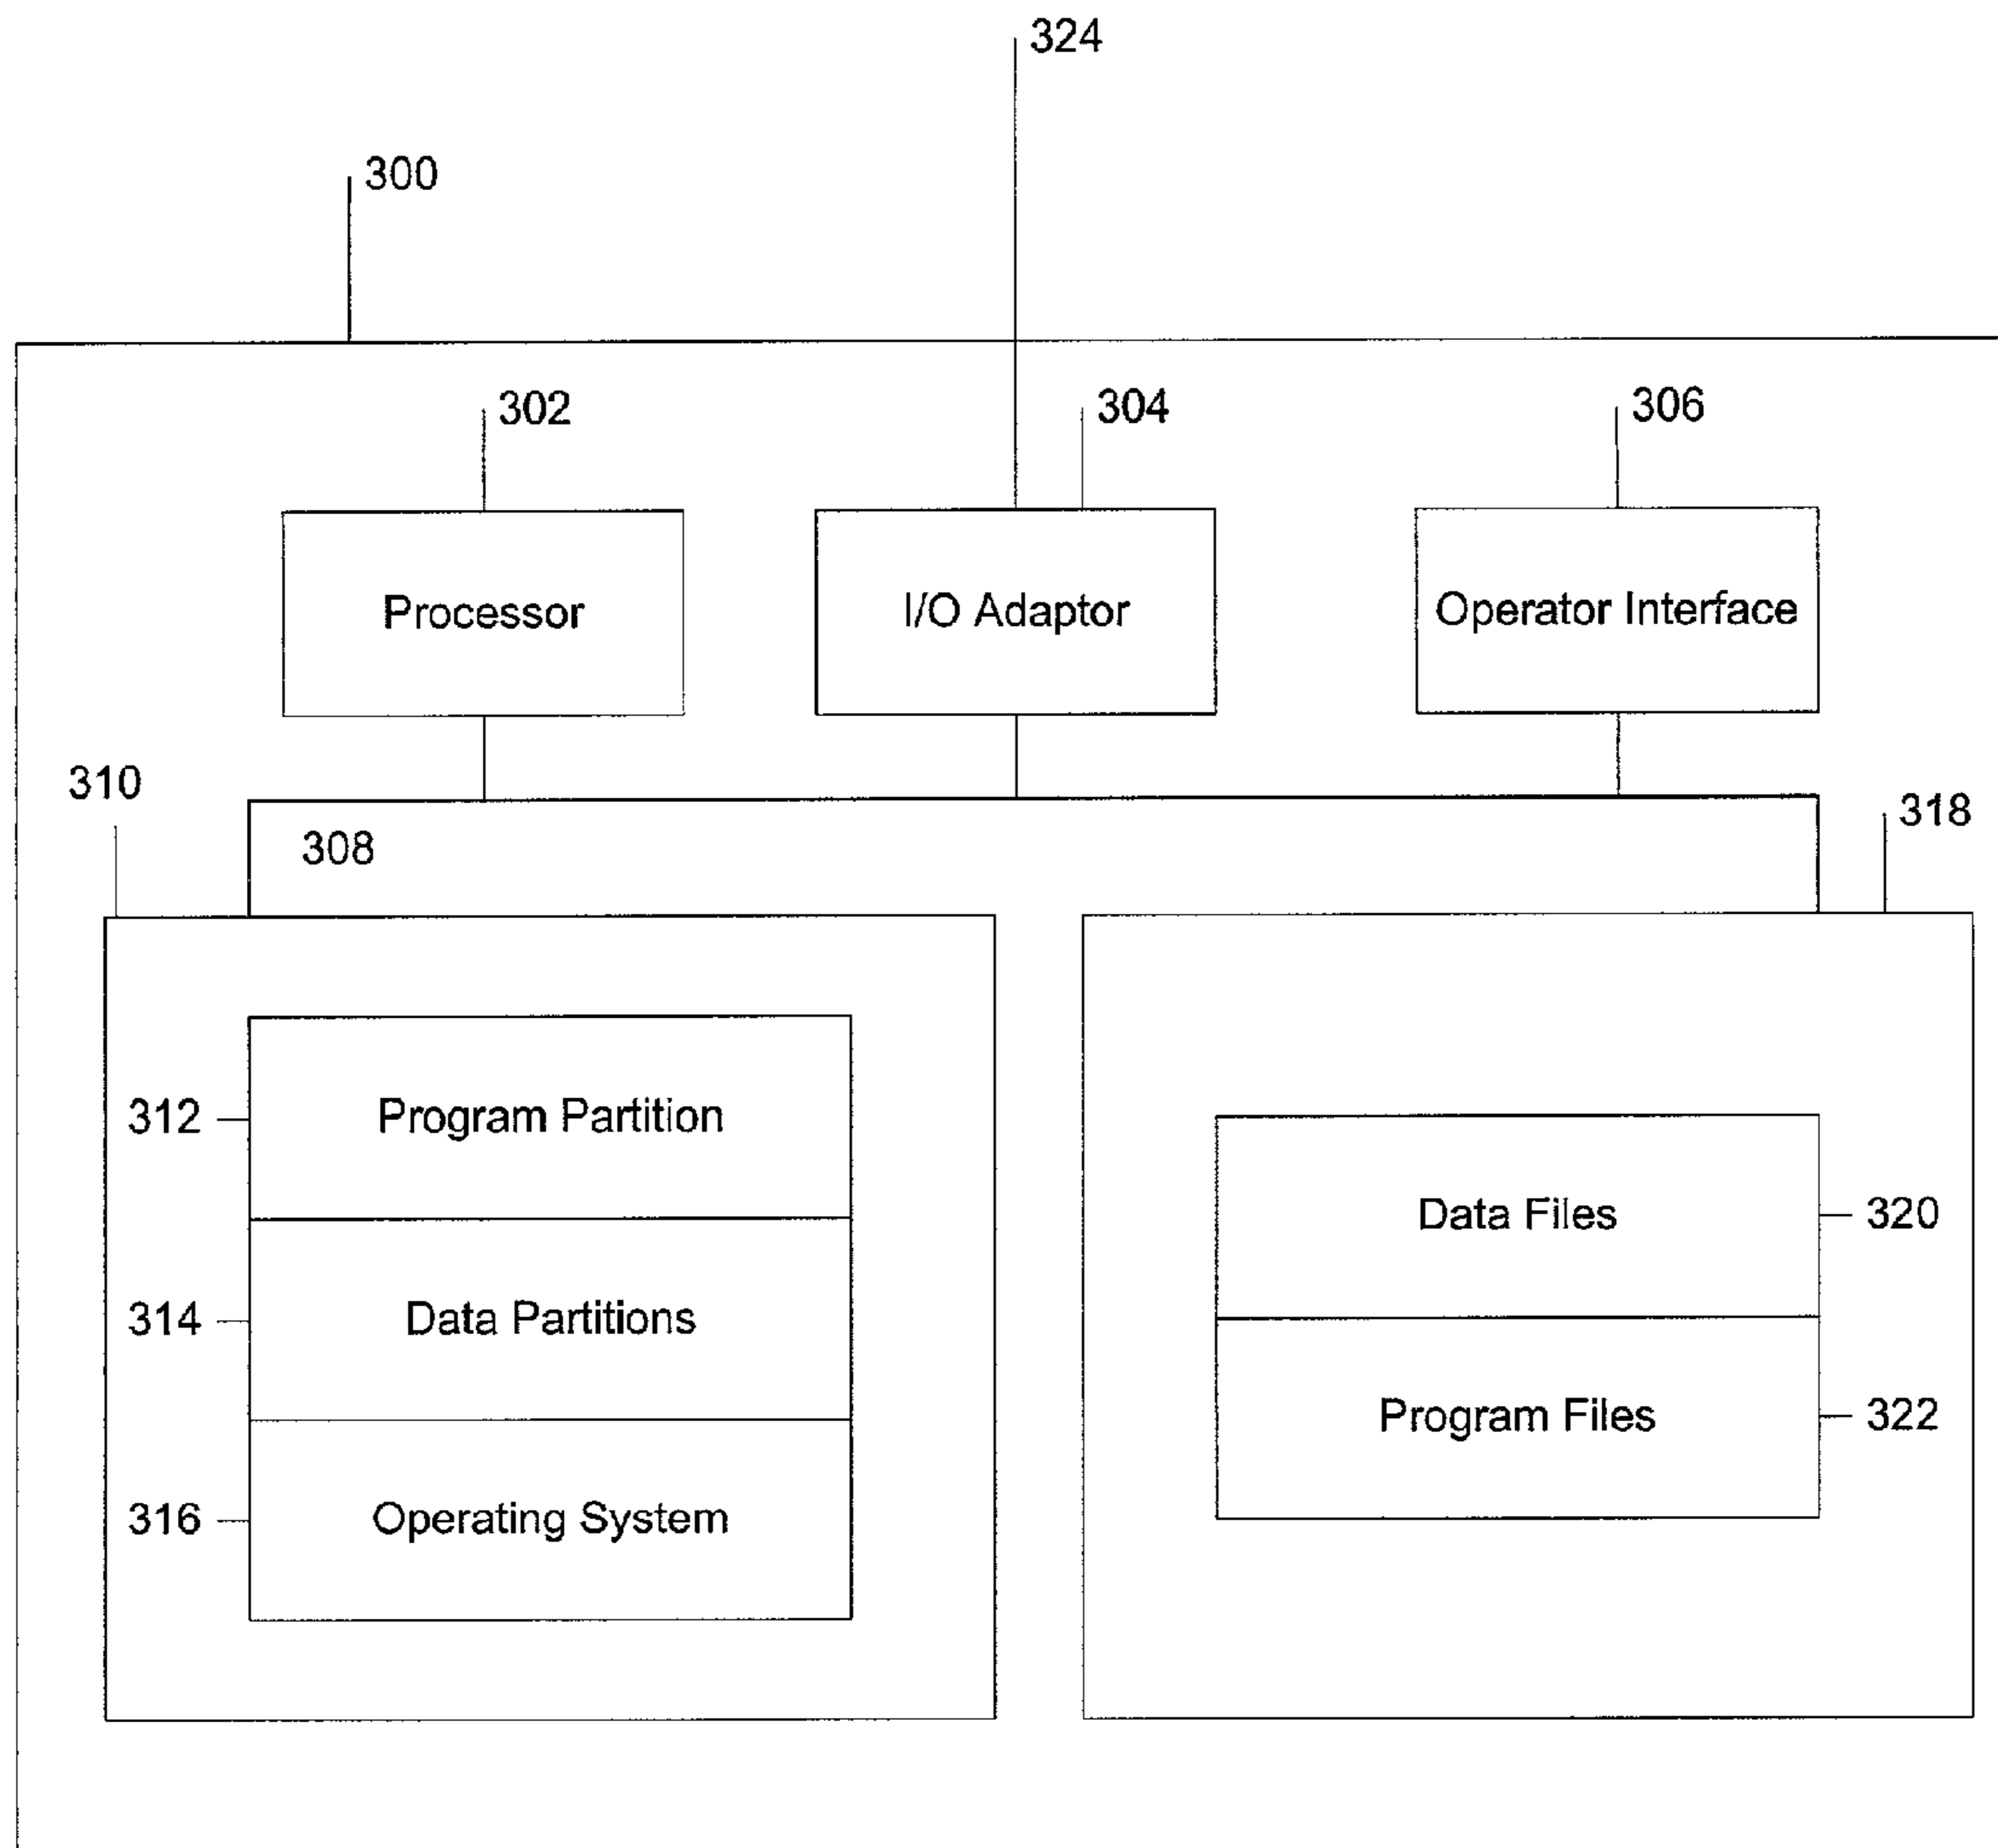 324
300
302
304
306
Processor
I/O Adaptor
Operator Interface
310
308
318
312
Program Partition
314
Data Partitions
316
Operating System
Data Files
320
Program Files
322